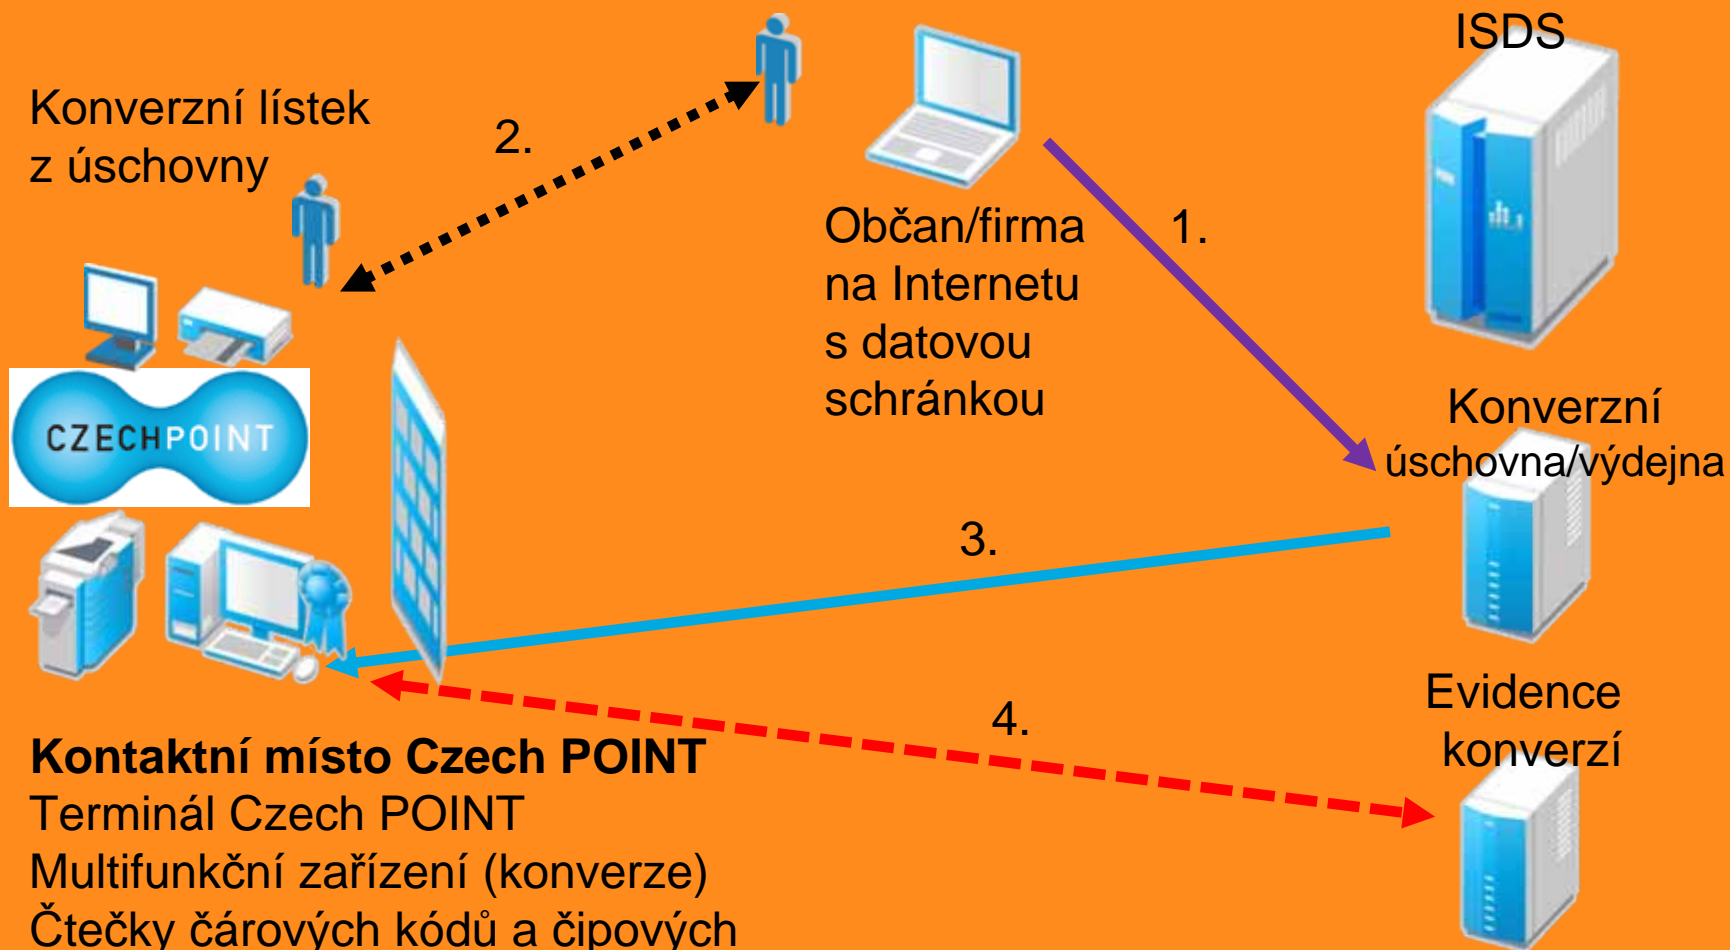 ISDS
Konverzní lístek
z úschovny
2.
Občan/firma
na Internetu
s datovou
schránkou
1.
Konverzní
úschovna/výdejna
CZECHPOINT
3.
Evidence
konverzí
4.
Kontaktní místo Czech POINT
Terminál Czech POINT
Multifunkční zařízení (konverze)
Čtečky čárových kódů a čipových